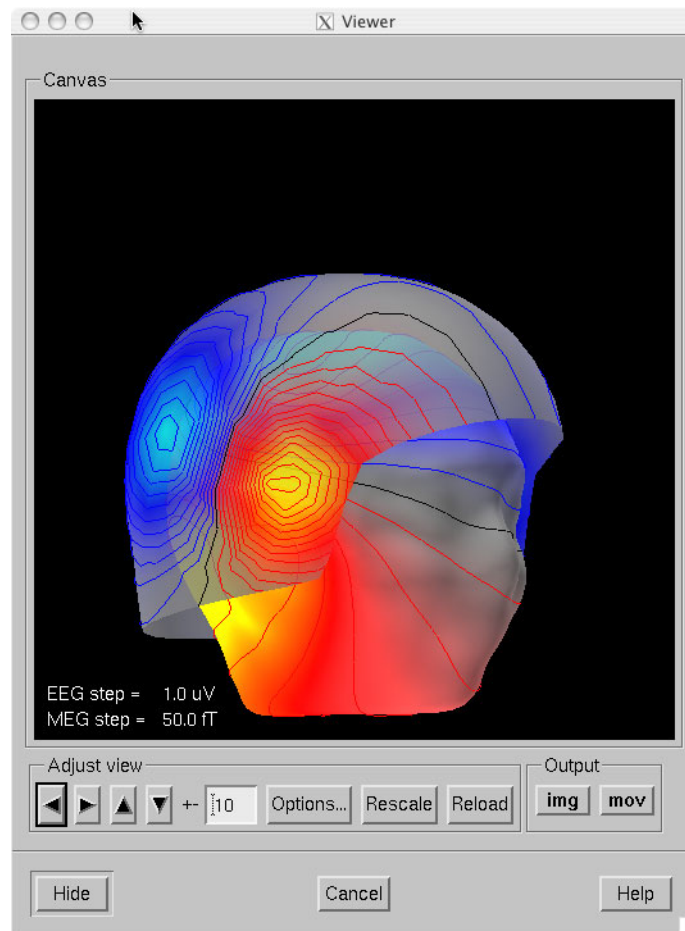 Viewer
Canvas
EEG step = 1.0 uV
MEG step = 50.0 fT
Adjust view
Output
+- 10 Options... Rescale Reload img mov
Hide Cancel Help